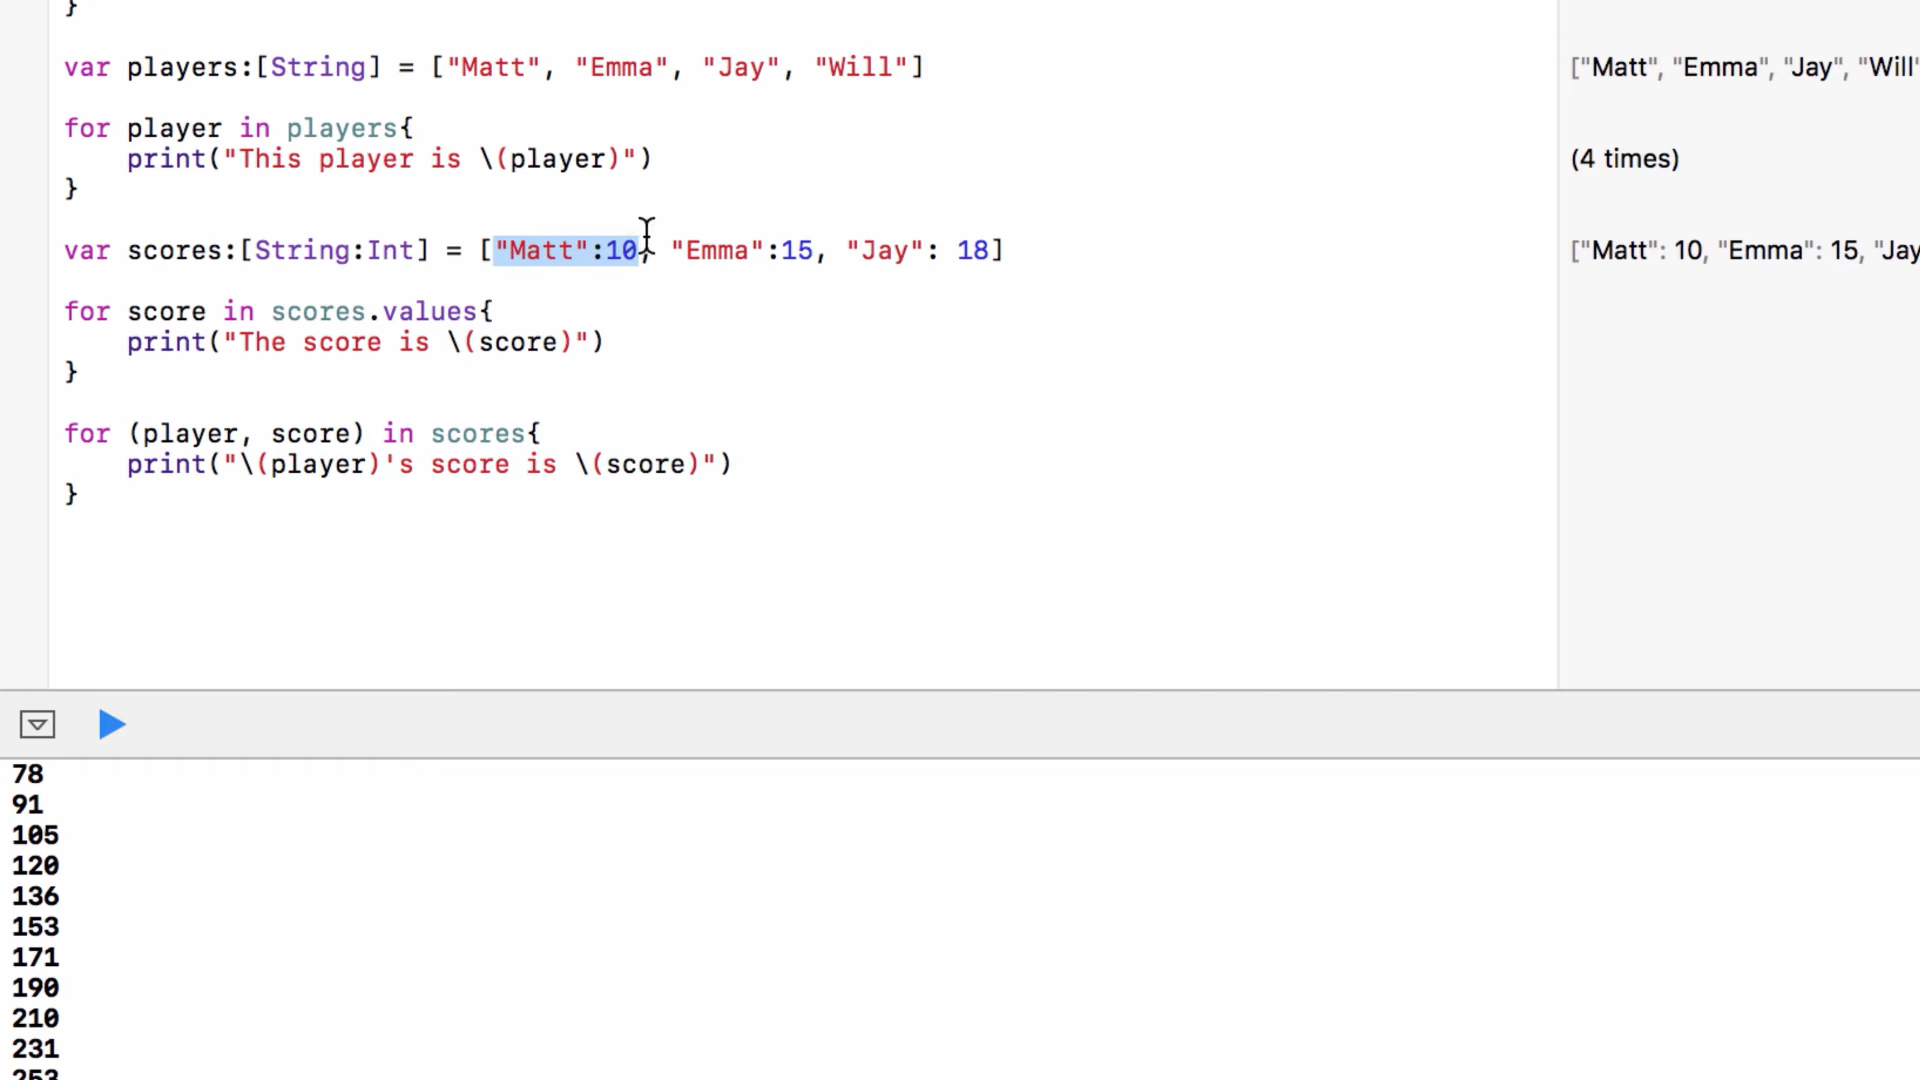 }
var players:[String] = ["Matt", "Emma", "Jay", "Will"]
["Matt", "Emma", "Jay", "Will"
for player in players{
print("This player is \(player)")
(4 times)
}
var scores:[String:Int] = ["Matt":10, "Emma":15, "Jay": 18]
["Matt": 10, "Emma": 15, "Jay
for score in scores.values{
print("The score is \(score)")
}
for (player, score) in scores{
print("\(player)'s score is \(score)")
}
78
91
105
120
136
153
171
190
210
231
253